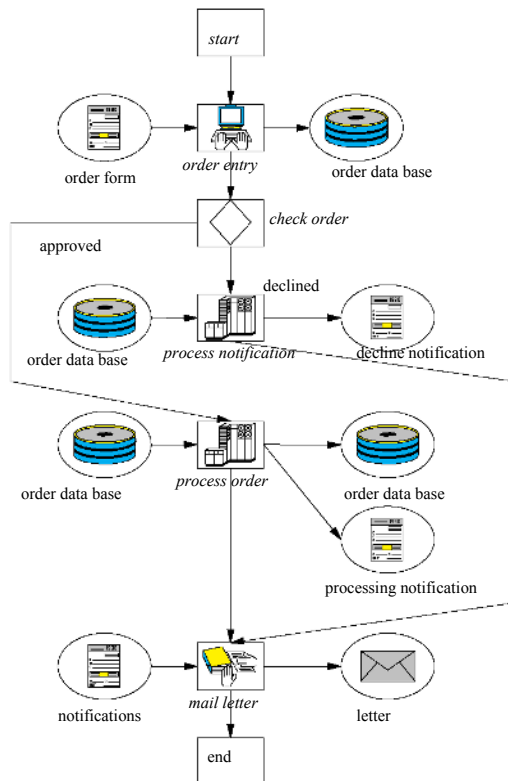 start
order form
order entry
order data base
check order
approved
declined
order data base
process notification
decline notification
order data base
process order
order data base
processing notification
notifications
mail letter
letter
end